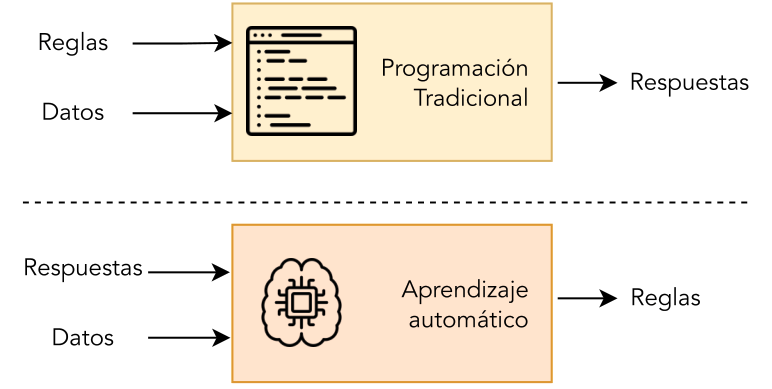 Reglas
Datos
Programación
Tradicional
Respuestas
Respuestas
Datos
Aprendizaje
automático
Reglas